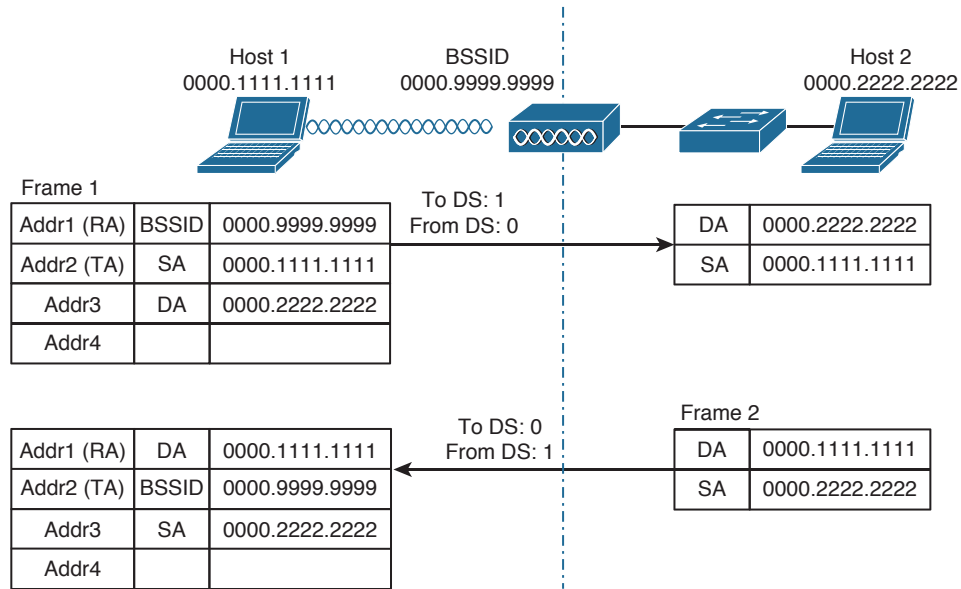 Host 1
0000.1111.1111
BSSID
0000.9999.9999
Host 2
0000.2222.2222
Frame 1
Addr1 (RA) BSSID 0000.9999.9999
Addr2 (TA) SA 0000.1111.1111
Addr3 DA 0000.2222.2222
Addr4
To DS: 1
From DS: 0
DA 0000.2222.2222
SA 0000.1111.1111
Addr1 (RA) DA 0000.1111.1111
Addr2 (TA) BSSID 0000.9999.9999
Addr3 SA 0000.2222.2222
Addr4
To DS: 0
From DS: 1
Frame 2
DA 0000.1111.1111
SA 0000.2222.2222